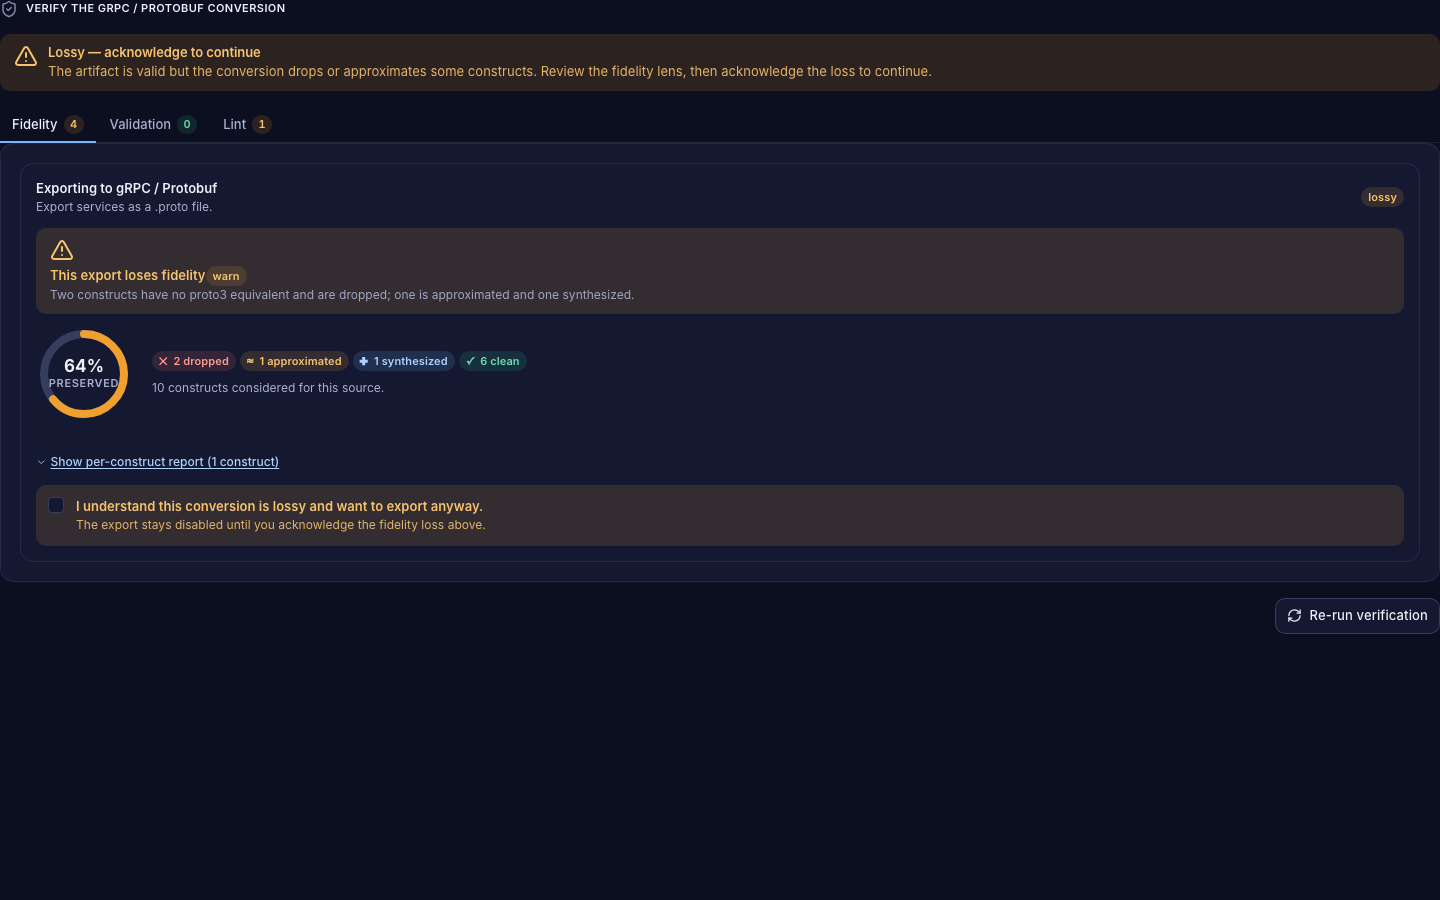 VERIFY THE GRPC / PROTOBUF CONVERSION
Lossy — acknowledge to continue
The artifact is valid but the conversion drops or approximates some constructs. Review the fidelity lens, then acknowledge the loss to continue.
Fidelity 4 Validation 0 Lint 1
Exporting to gRPC / Protobuf
Export services as a .proto file.
lossy
This export loses fidelity warn
Two constructs have no proto3 equivalent and are dropped; one is approximated and one synthesized.
64%
PRESERVED
✕ 2 dropped ≈ 1 approximated ✚ 1 synthesized ✓ 6 clean
10 constructs considered for this source.
Show per-construct report (1 construct)
I understand this conversion is lossy and want to export anyway.
The export stays disabled until you acknowledge the fidelity loss above.
Re-run verification